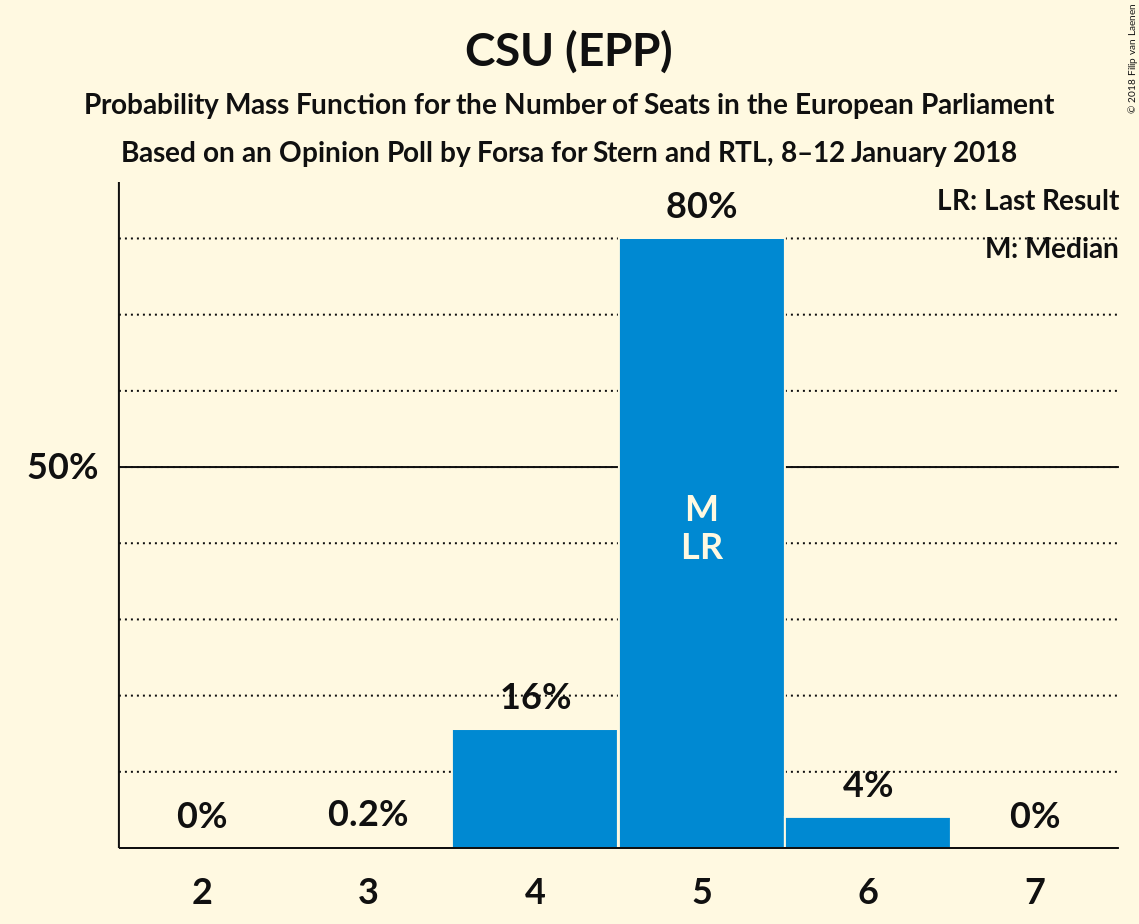 CSU (EPP)
Probability Mass Function for the Number of Seats in the European Parliament
Based on an Opinion Poll by Forsa for Stern and RTL, 8–12 January 2018
© 2018 Filip van Laenen
LR: Last Result
M: Median
80%
50%
M
LR
16%
4%
0%
0.2%
0%
2
3
4
5
6
7